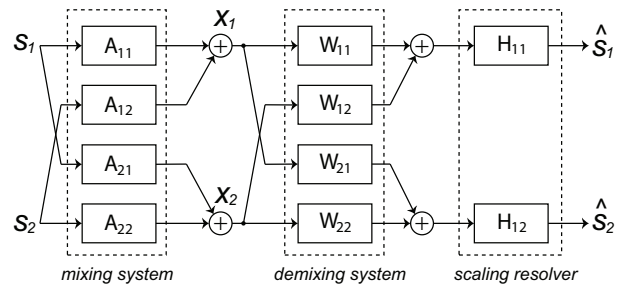 X1
S1 A11 W11 H11 Ŝ1
A12 W12
A21 W21
X2
S2 A22 W22 H12 Ŝ2
mixing system demixing system scaling resolver